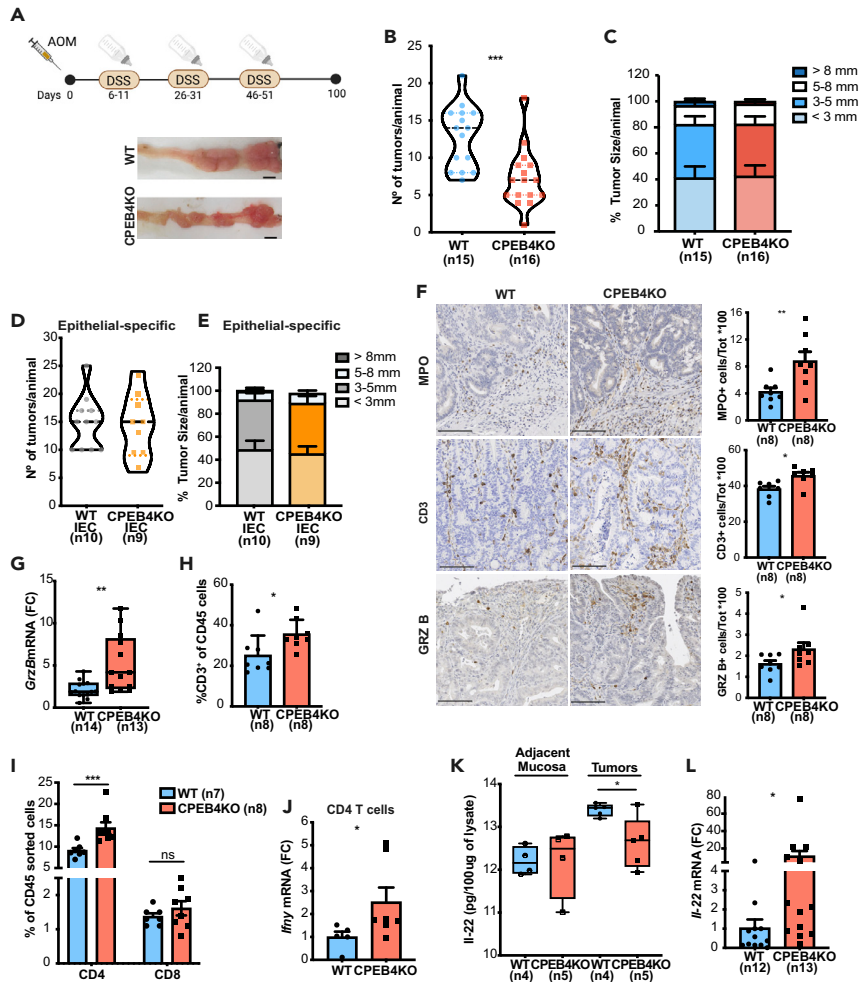 A
AOM
DSS
DSS
DSS
Days 0
6-11
26-31
46-51
100
WT
CPEB4KO
B
***
Nº of tumors/animal
25
20
15
10
5
0
WT
(n15)
CPEB4KO
(n16)
C
% Tumor Size/animal
120
100
80
60
40
20
0
WT
(n15)
CPEB4KO
(n16)
> 8 mm
5-8 mm
3-5 mm
< 3 mm
D
Epithelial-specific
Nº of tumors/animal
30
20
10
0
WT
IEC
(n10)
CPEB4KO
IEC
(n9)
E
Epithelial-specific
% Tumor Size/animal
100
80
60
40
20
0
WT
IEC
(n10)
CPEB4KO
IEC
(n9)
> 8mm
5-8 mm
3-5mm
< 3mm
F
WT
CPEB4KO
MPO
CD3
GRZ B
MPO+ cells/Tot *100
**
16
12
8
4
0
WT
(n8)
CPEB4KO
(n8)
CD3+ cells/Tot *100
*
60
40
20
0
WT
(n8)
CPEB4KO
(n8)
GRZ B+ cells/Tot *100
*
6
4
2
0
WT
(n8)
CPEB4KO
(n8)
G
**
GrzBmRNA (FC)
15
10
5
0
WT
(n14)
CPEB4KO
(n13)
H
*
%CD3⁺ of CD45 cells
60
40
20
0
WT
(n8)
CPEB4KO
(n8)
I
WT (n7)
CPEB4KO (n8)
***
ns
% of CD45 sorted cells
25
20
15
10
2
1
0
CD4
CD8
J
CD4 T cells
*
Ifnγ mRNA (FC)
6
4
2
0
WT
CPEB4KO
K
Adjacent
Mucosa
Tumors
*
Il-22 (pg/100ug of lysate)
14
13
12
11
10
WT
(n4)
CPEB4KO
(n5)
WT
(n4)
CPEB4KO
(n5)
L
*
Il-22 mRNA (FC)
80
60
40
20
4
2
0
WT
(n12)
CPEB4KO
(n13)